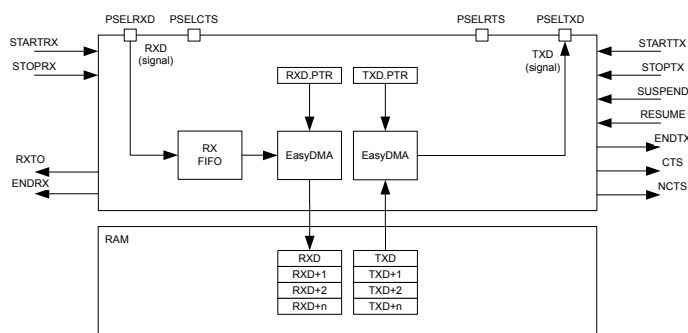 PSELRXD
PSELCTS
PSELRTS
PSELTXD
STARTRX
STOPRX
RXD
(signal)
TXD
(signal)
STARTTX
STOPTX
SUSPEND
RESUME
RXD.PTR
TXD.PTR
RX
FIFO
EasyDMA
EasyDMA
RXTO
ENDRX
ENDTX
CTS
NCTS
RAM
RXD
RXD+1
RXD+2
RXD+n
TXD
TXD+1
TXD+2
TXD+n